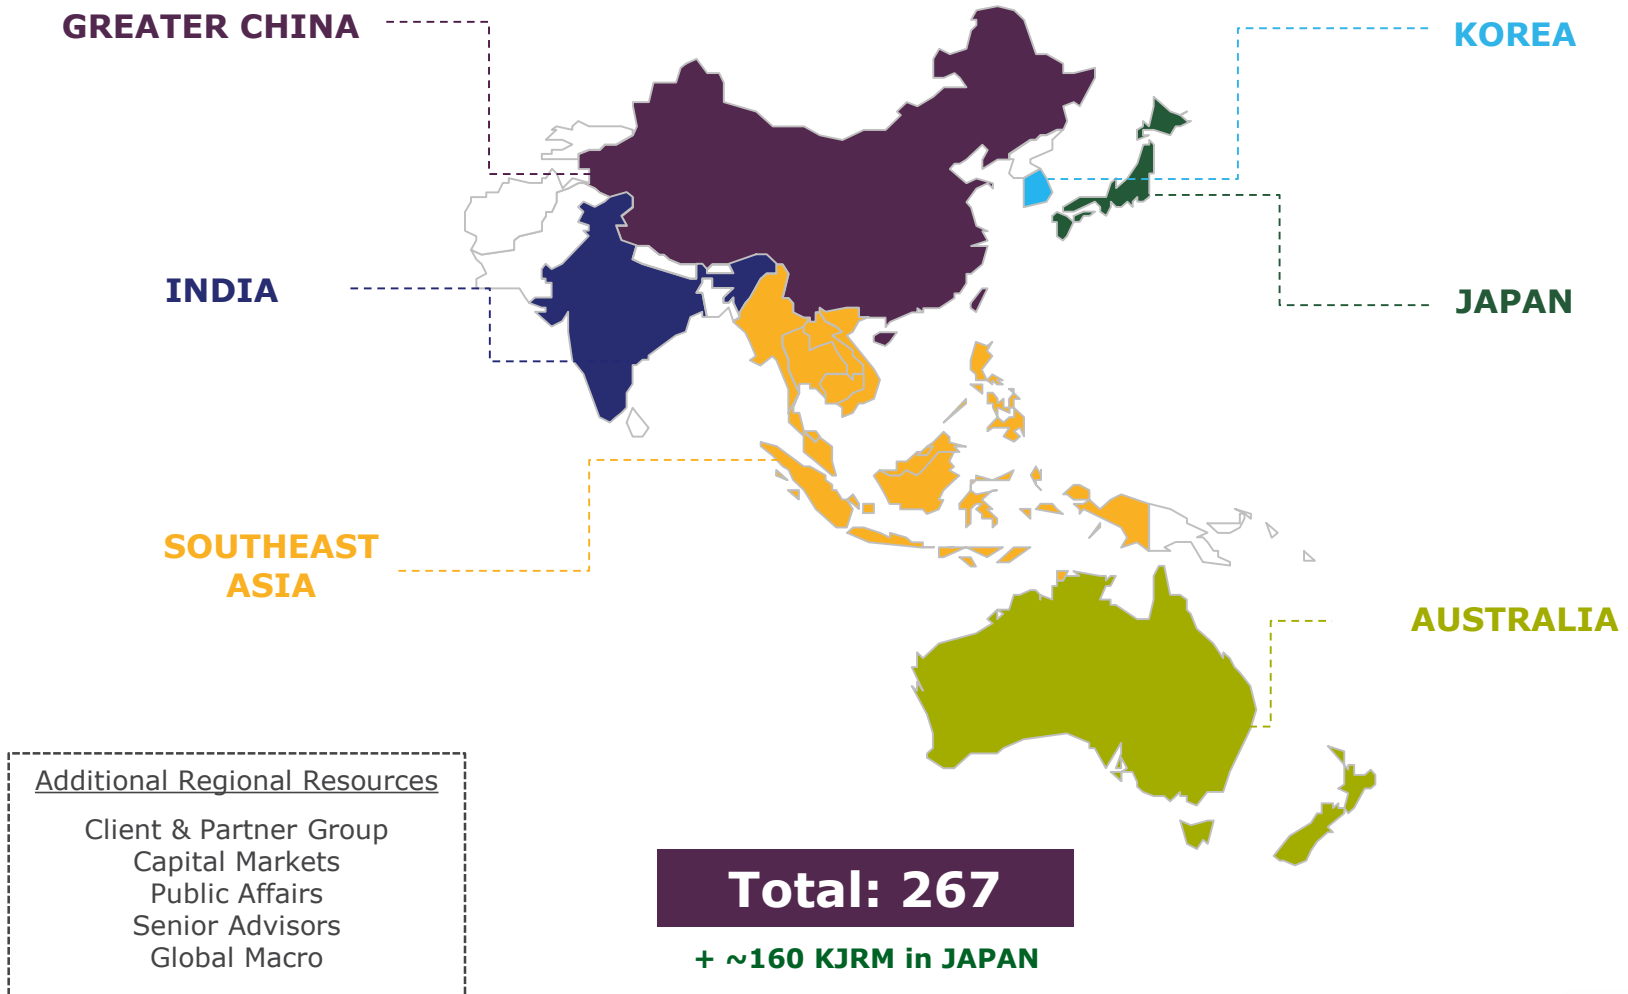 GREATER CHINA
KOREA
INDIA
JAPAN
SOUTHEAST
ASIA
AUSTRALIA
Additional Regional Resources
Client & Partner Group
Capital Markets
Public Affairs
Senior Advisors
Global Macro
Total: 267
+ ~160 KJRM in JAPAN